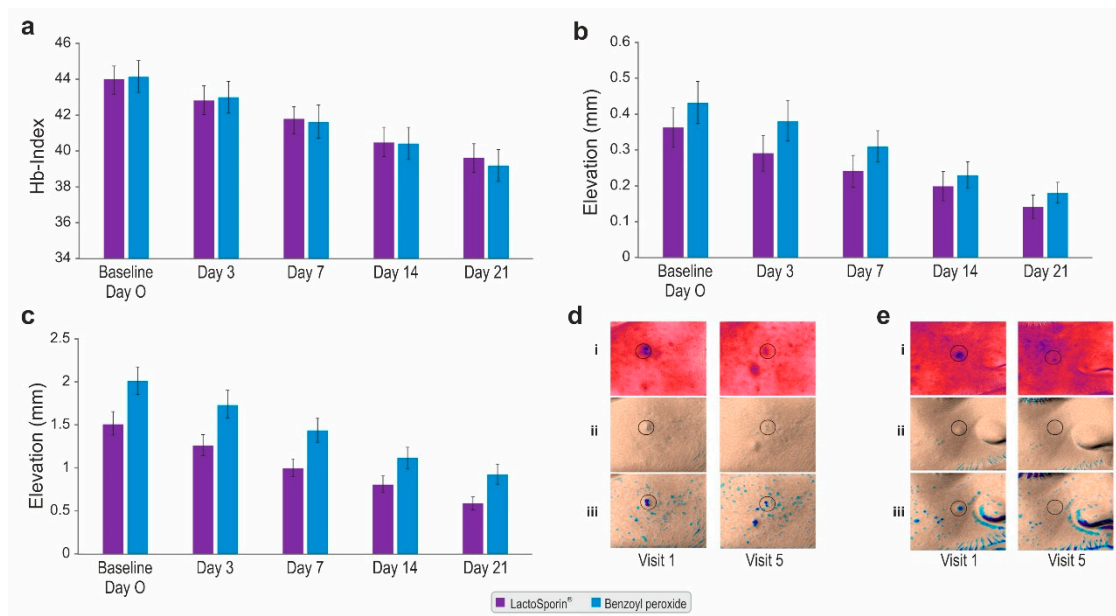 a
46
44
42
40
38
36
34
Hb-Index
Baseline
Day O
Day 3
Day 7
Day 14
Day 21
b
0.6
0.5
0.4
0.3
0.2
0.1
0
Elevation (mm)
Baseline
Day O
Day 3
Day 7
Day 14
Day 21
c
2.5
2
1.5
1
0.5
0
Elevation (mm)
Baseline
Day O
Day 3
Day 7
Day 14
Day 21
d
i
ii
iii
Visit 1
Visit 5
e
i
ii
iii
Visit 1
Visit 5
LactoSporin®
Benzoyl peroxide